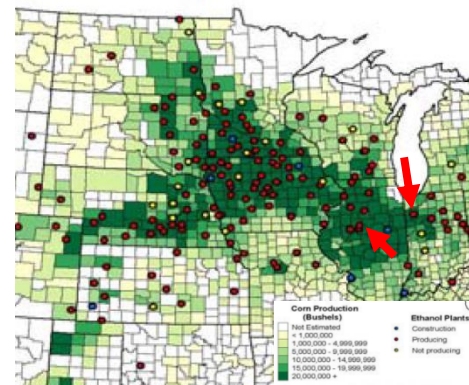 Corn Production
(Bushels)
Not Estimated
< 1,000,000
1,000,000 - 4,999,999
5,000,000 - 9,999,999
10,000,000 - 14,999,999
15,000,000 - 19,999,999
20,000,000 +
Ethanol Plants
Construction
Producing
Not producing